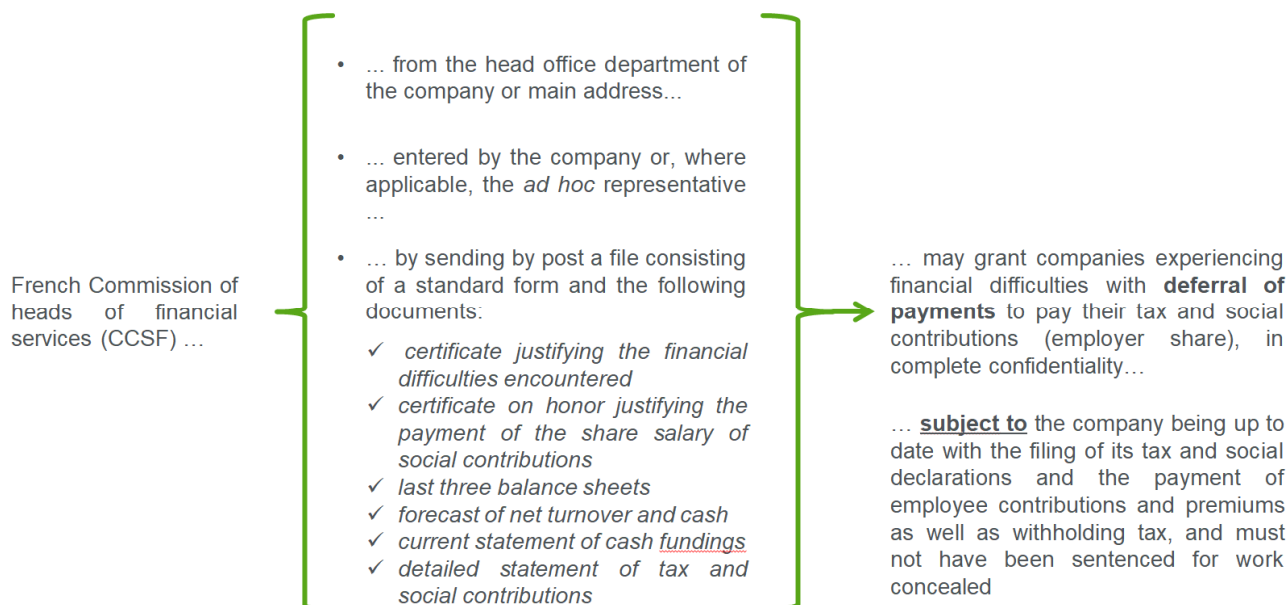 French Commission of
heads of financial
services (CCSF) …
• ... from the head office department of
the company or main address...
• ... entered by the company or, where
applicable, the ad hoc representative
...
• … by sending by post a file consisting
of a standard form and the following
documents:
✓ certificate justifying the financial
difficulties encountered
✓ certificate on honor justifying the
payment of the share salary of
social contributions
✓ last three balance sheets
✓ forecast of net turnover and cash
✓ current statement of cash fundings
✓ detailed statement of tax and
social contributions
… may grant companies experiencing
financial difficulties with deferral of
payments to pay their tax and social
contributions (employer share), in
complete confidentiality…
… subject to the company being up to
date with the filing of its tax and social
declarations and the payment of
employee contributions and premiums
as well as withholding tax, and must
not have been sentenced for work
concealed